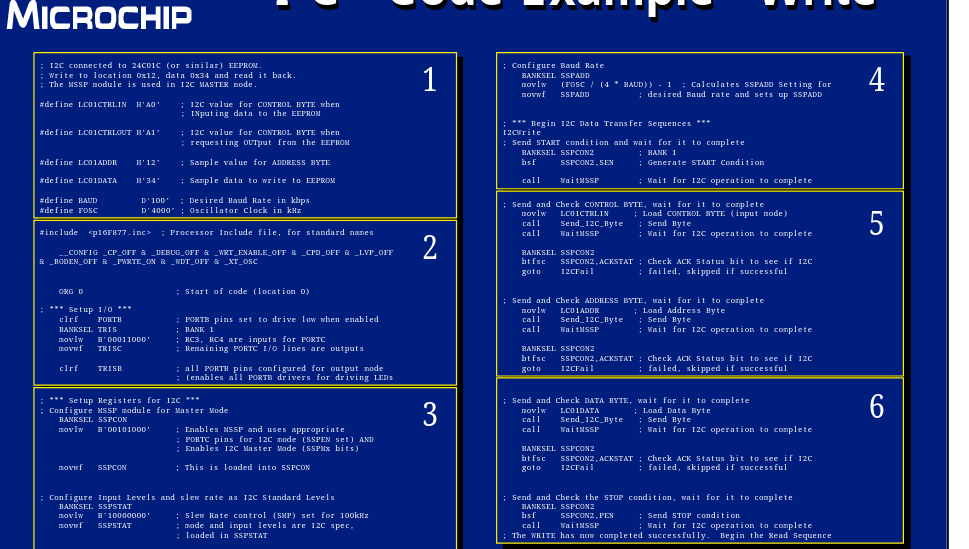 MICROCHIP
Code Example - Write
; I2C connected to 24C01C (or similar) EEPROM.
; Write to location 0x12, data 0x34 and read it back.
; The MSSP module is used in I2C MASTER mode.
1
#define LC01CTRLIN H'A0' ; I2C value for CONTROL BYTE when
; INputing data to the EEPROM
#define LC01CTRLOUT H'A1' ; I2C value for CONTROL BYTE when
; requesting OUTput from the EEPROM
#define LC01ADDR H'12' ; Sample value for ADDRESS BYTE
#define LC01DATA H'34' ; Sample data to write to EEPROM
#define BAUD D'100' ; Desired Baud Rate in kbps
#define FOSC D'4000' ; Oscillator Clock in kHz
#include <p16F877.inc> ; Processor Include file, for standard names
2
__CONFIG _CP_OFF & _DEBUG_OFF & _WRT_ENABLE_OFF & _CPD_OFF & _LVP_OFF
& _BODEN_OFF & _PWRTE_ON & _WDT_OFF & _XT_OSC
ORG 0 ; Start of code (location 0)
; *** Setup I/O ***
clrf PORTB ; PORTB pins set to drive low when enabled
BANKSEL TRIS ; BANK 1
movlw B'00011000' ; RC3, RC4 are inputs for PORTC
movwf TRISC ; Remaining PORTC I/O lines are outputs
clrf TRISB ; all PORTB pins configured for output mode
; (enables all PORTB drivers for driving LEDs
; *** Setup Registers for I2C ***
; Configure MSSP module for Master Mode
3
BANKSEL SSPCON
movlw B'00101000' ; Enables MSSP and uses appropriate
; PORTC pins for I2C mode (SSPEN set) AND
; Enables I2C Master Mode (SSPMx bits)
movwf SSPCON ; This is loaded into SSPCON
; Configure Input Levels and slew rate as I2C Standard Levels
BANKSEL SSPSTAT
movlw B'10000000' ; Slew Rate control (SMP) set for 100kHz
movwf SSPSTAT ; mode and input levels are I2C spec,
; loaded in SSPSTAT
; Configure Baud Rate
BANKSEL SSPADD
4
movlw (FOSC / (4 * BAUD)) - 1 ; Calculates SSPADD Setting for
movwf SSPADD ; desired Baud rate and sets up SSPADD
; *** Begin I2C Data Transfer Sequences ***
I2CWrite
; Send START condition and wait for it to complete
BANKSEL SSPCON2 ; BANK 1
bsf SSPCON2,SEN ; Generate START Condition
call WaitMSSP ; Wait for I2C operation to complete
; Send and Check CONTROL BYTE, wait for it to complete
movlw LC01CTRLIN ; Load CONTROL BYTE (input mode)
5
call Send_I2C_Byte ; Send Byte
call WaitMSSP ; Wait for I2C operation to complete
BANKSEL SSPCON2
btfsc SSPCON2,ACKSTAT ; Check ACK Status bit to see if I2C
goto I2CFail ; failed, skipped if successful
; Send and Check ADDRESS BYTE, wait for it to complete
movlw LC01ADDR ; Load Address Byte
call Send_I2C_Byte ; Send Byte
call WaitMSSP ; Wait for I2C operation to complete
BANKSEL SSPCON2
btfsc SSPCON2,ACKSTAT ; Check ACK Status bit to see if I2C
goto I2CFail ; failed, skipped if successful
; Send and Check DATA BYTE, wait for it to complete
6
movlw LC01DATA ; Load Data Byte
call Send_I2C_Byte ; Send Byte
call WaitMSSP ; Wait for I2C operation to complete
BANKSEL SSPCON2
btfsc SSPCON2,ACKSTAT ; Check ACK Status bit to see if I2C
goto I2CFail ; failed, skipped if successful
; Send and Check the STOP condition, wait for it to complete
BANKSEL SSPCON2
bsf SSPCON2,PEN ; Send STOP condition
call WaitMSSP ; Wait for I2C operation to complete
; The WRITE has now completed successfully. Begin the Read Sequence